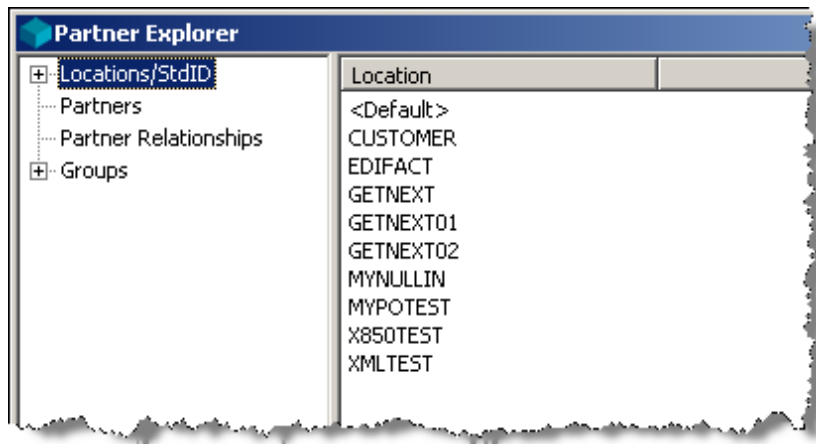 Partner Explorer
Locations/StdID
Partners
Partner Relationships
Groups
Location
<Default>
CUSTOMER
EDIFACT
GETNEXT
GETNEXT01
GETNEXT02
MYNULLIN
MYPOTEST
X850TEST
XMLTEST